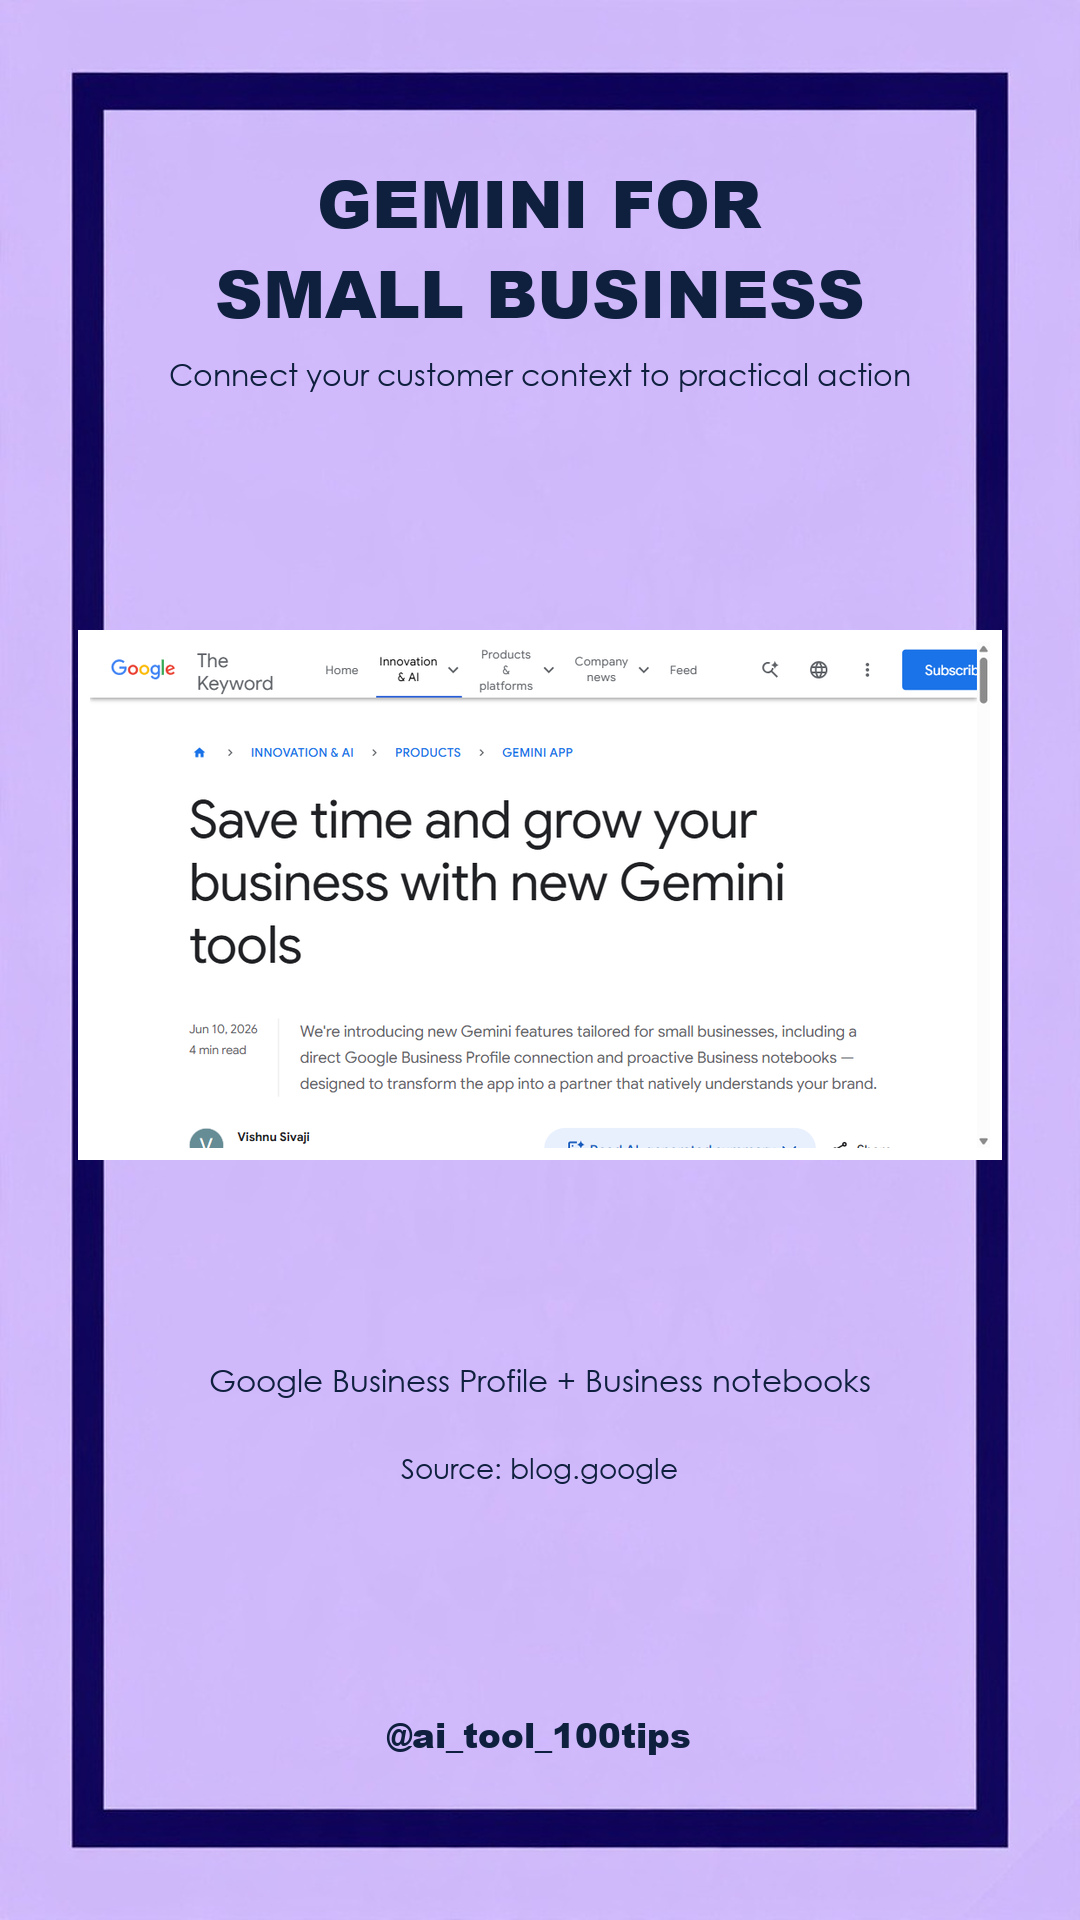 GEMINI FOR
SMALL BUSINESS
Connect your customer context to practical action
Google
The
Keyword
Home
Innovation
& AI
Products
&
platforms
Company
news
Feed
INNOVATION & AI
PRODUCTS
GEMINI APP
Save time and grow your
business with new Gemini
tools
Jun 10, 2026
4 min read
We're introducing new Gemini features tailored for small businesses, including a
direct Google Business Profile connection and proactive Business notebooks —
designed to transform the app into a partner that natively understands your brand.
V
Vishnu Sivaji
Google Business Profile + Business notebooks
Source: blog.google
@ai_tool_100tips